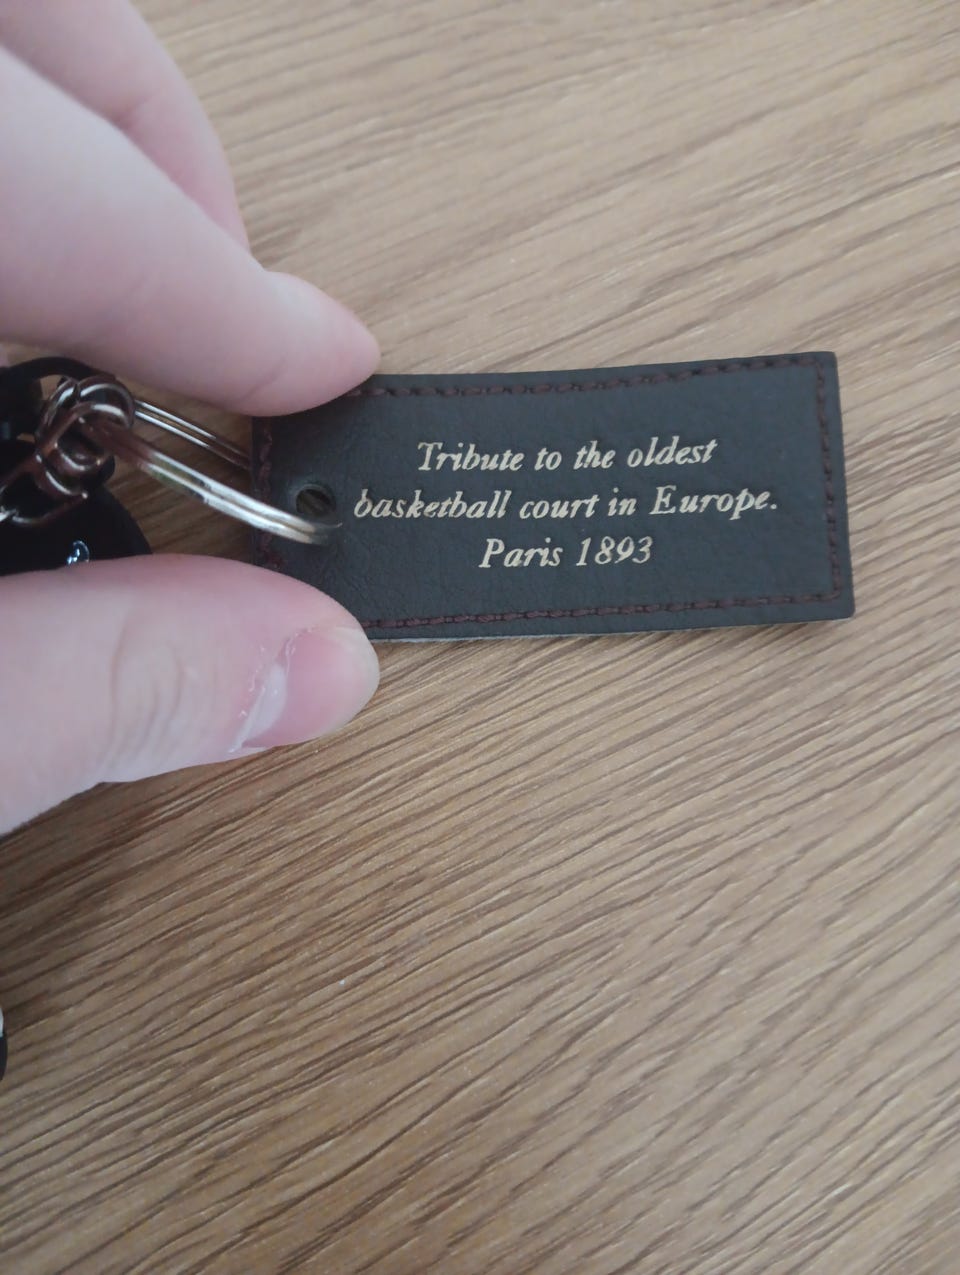 Tribute to the oldest
basketball court in Europe.
Paris 1893